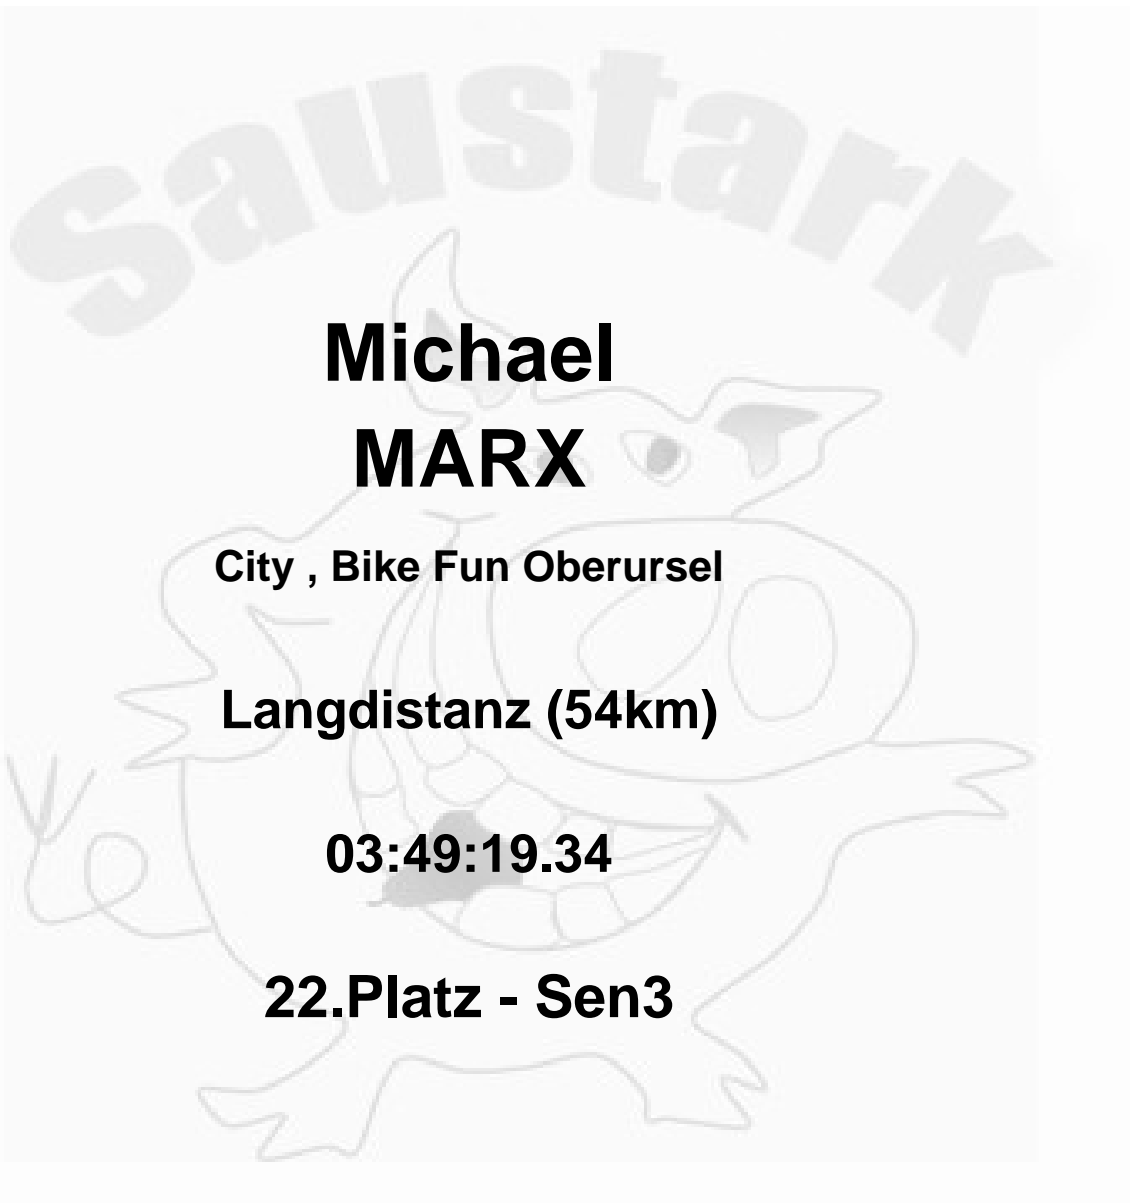 Saustark
Michael
MARX
City , Bike Fun Oberursel
Langdistanz (54km)
03:49:19.34
22.Platz - Sen3